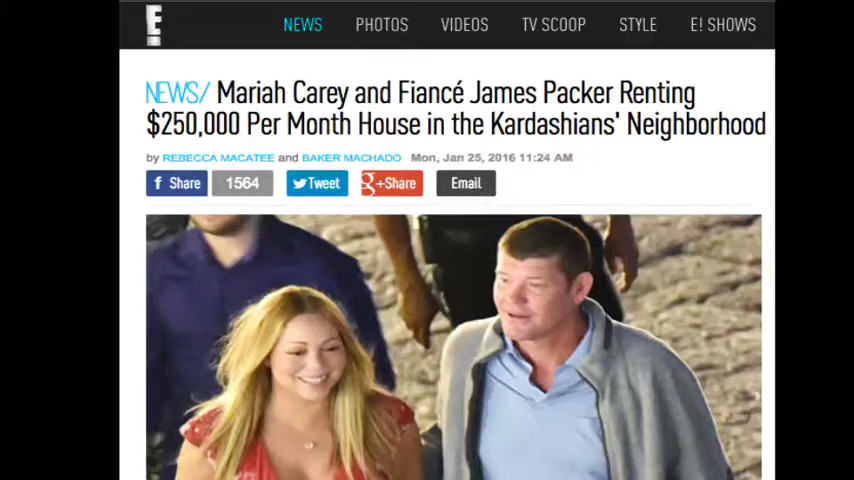 E!
NEWS PHOTOS VIDEOS TV SCOOP STYLE E! SHOWS
NEWS/ Mariah Carey and Fiancé James Packer Renting
$250,000 Per Month House in the Kardashians' Neighborhood
by REBECCA MACATEE and BAKER MACHADO Mon, Jan 25, 2016 11:24 AM
f Share 1564 Tweet g+Share Email